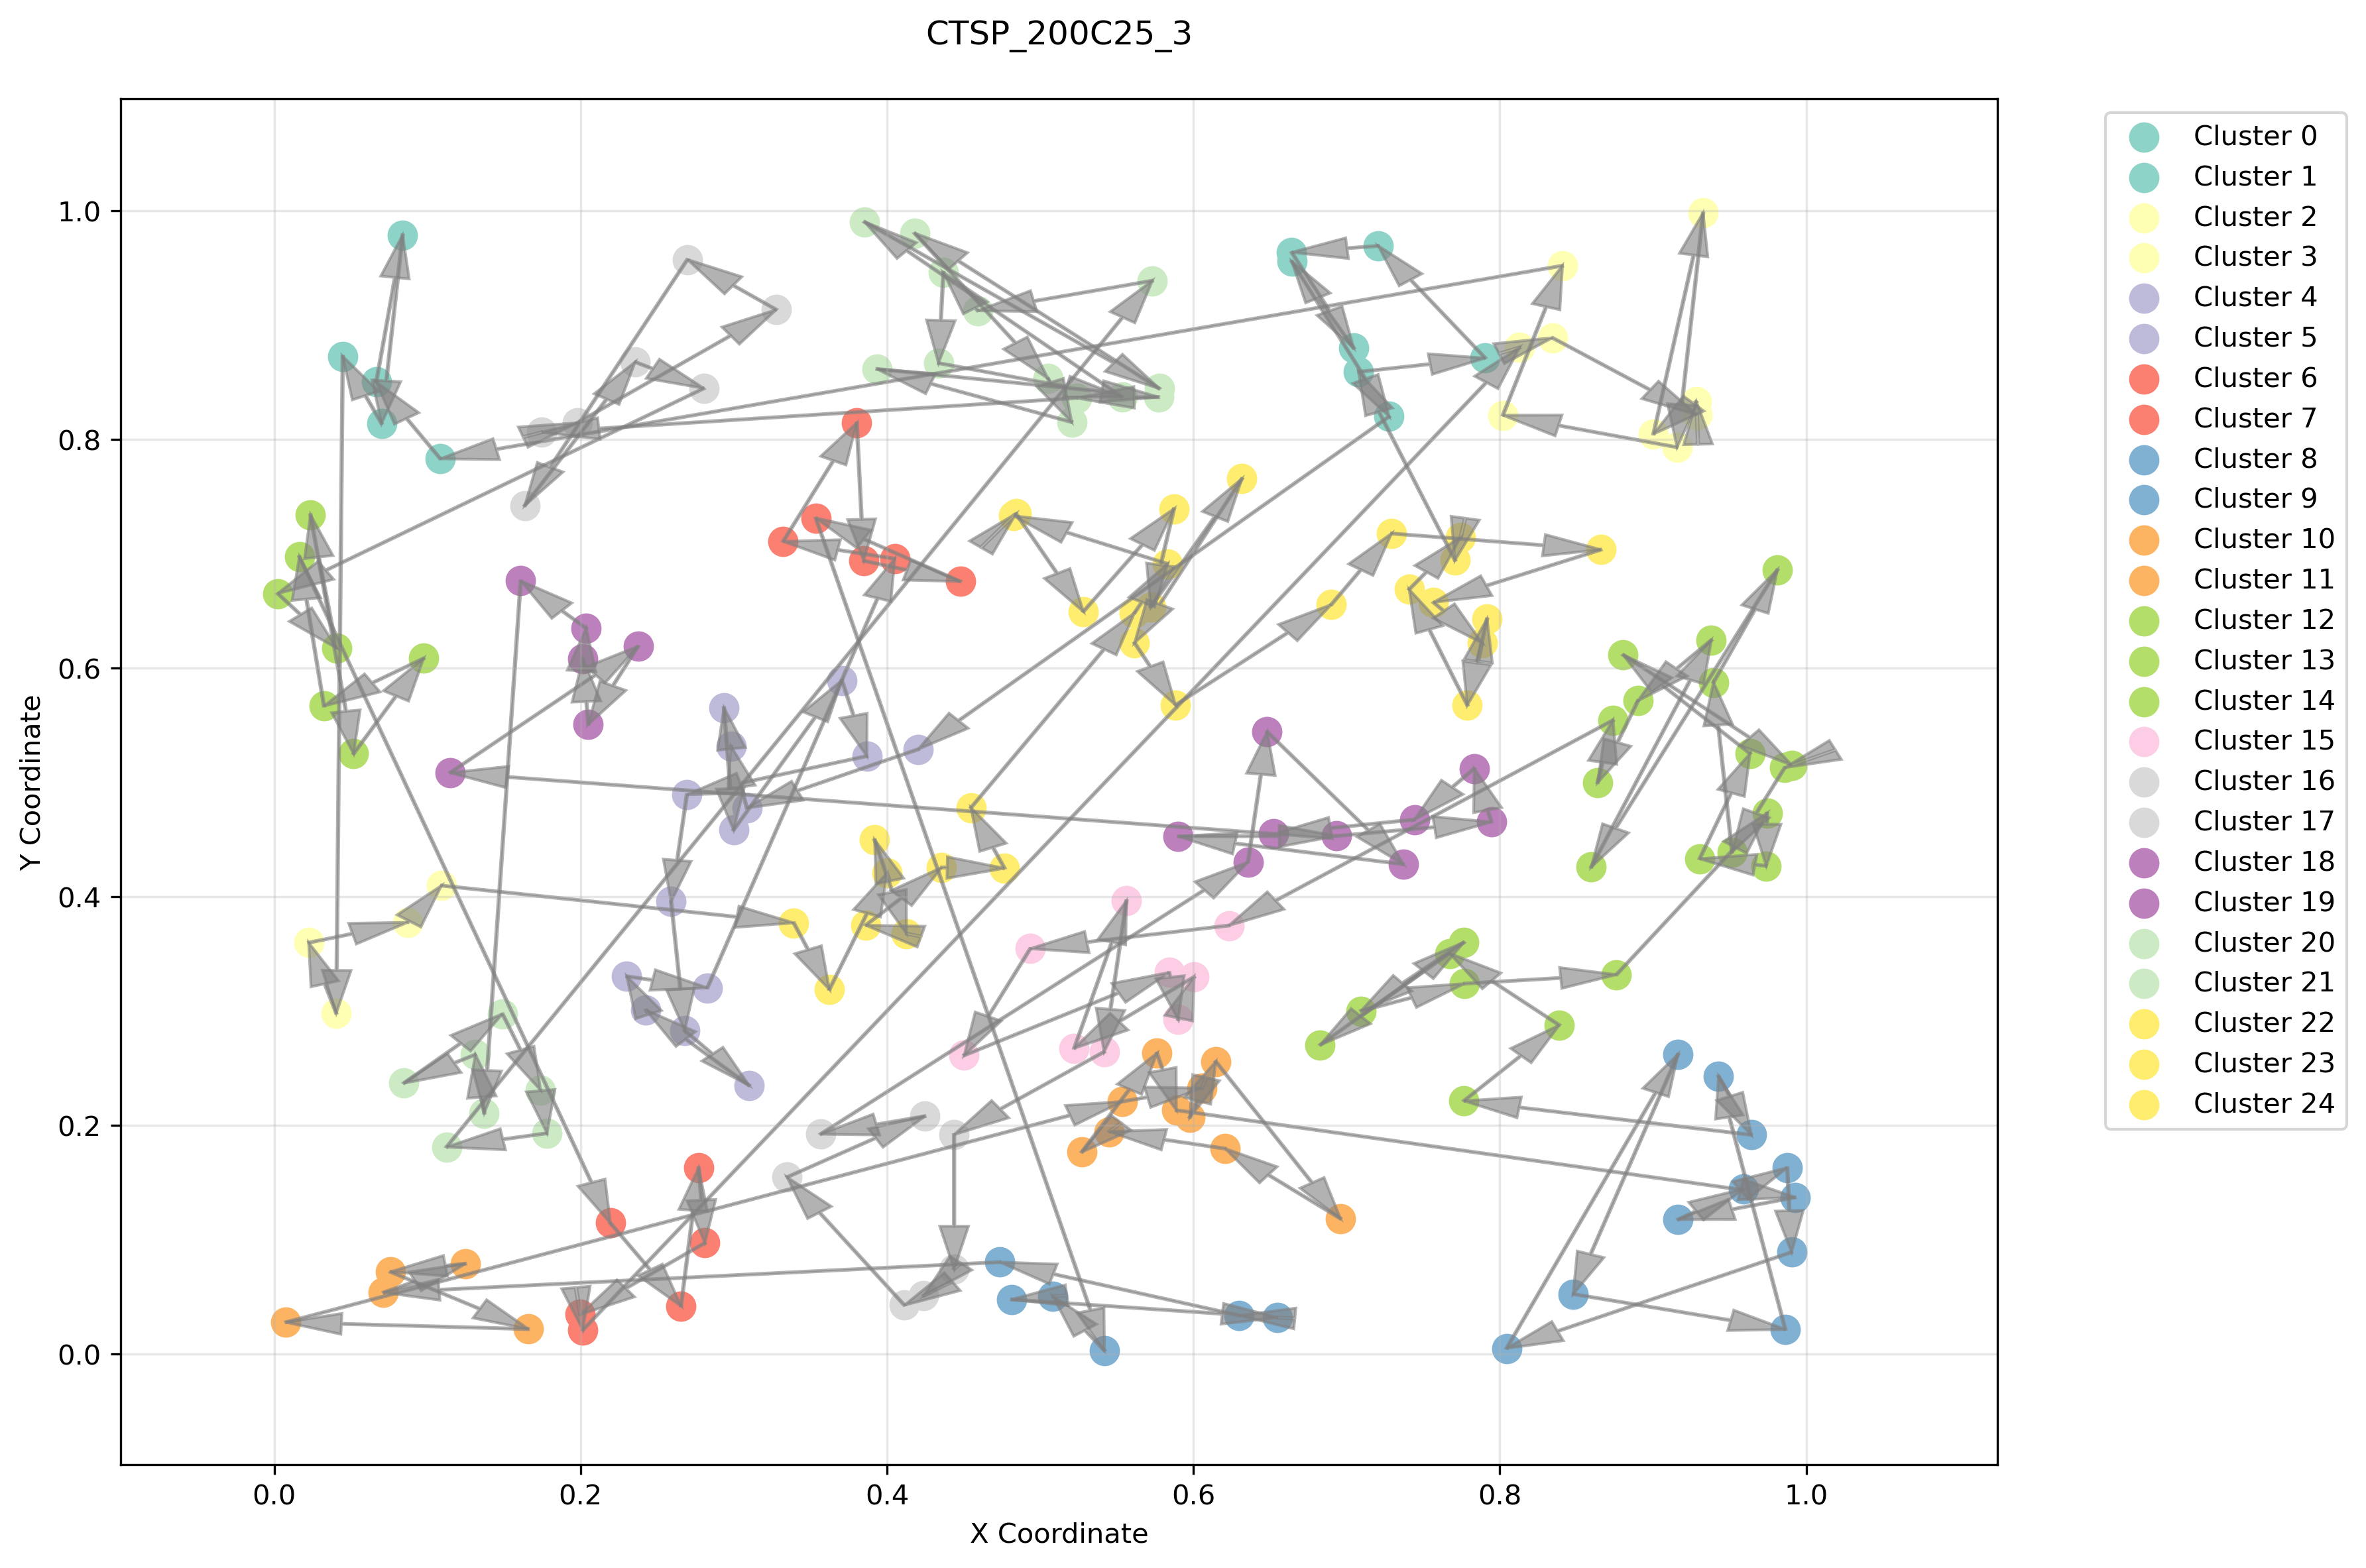 CTSP_200C25_3
1.0
0.8
0.6
0.4
0.2
0.0
Y Coordinate
0.0 0.2 0.4 0.6 0.8 1.0
X Coordinate
Cluster 0
Cluster 1
Cluster 2
Cluster 3
Cluster 4
Cluster 5
Cluster 6
Cluster 7
Cluster 8
Cluster 9
Cluster 10
Cluster 11
Cluster 12
Cluster 13
Cluster 14
Cluster 15
Cluster 16
Cluster 17
Cluster 18
Cluster 19
Cluster 20
Cluster 21
Cluster 22
Cluster 23
Cluster 24